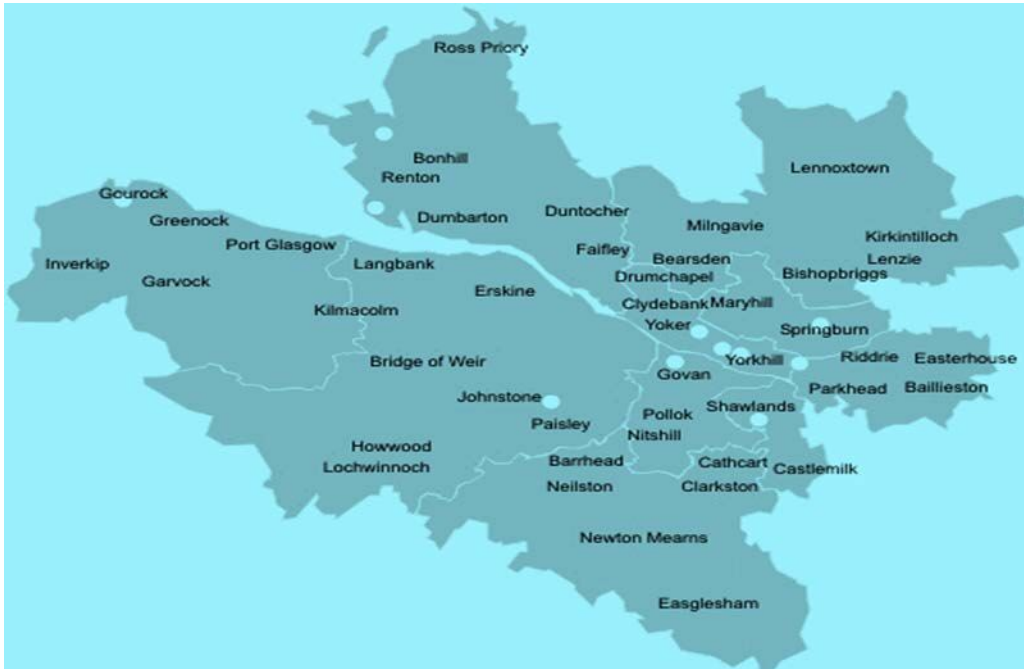 Ross Priory
Bonhill
Lennoxtown
Renton
Gourock
Greenock
Dumbarton
Duntocher
Milngavie
Port Glasgow
Faifley
Kirkintilloch
Inverkip
Langbank
Bearsden
Lenzie
Garvock
Drumchapel
Bishopbriggs
Erskine
Kilmacolm
Clydebank
Maryhill
Yoker
Springburn
Bridge of Weir
Yorkhill
Riddrie
Easterhouse
Govan
Johnstone
Parkhead
Baillieston
Pollok
Shawlands
Paisley
Nitshill
Howwood
Lochwinnoch
Barrhead
Cathcart
Castlemilk
Neilston
Clarkston
Newton Mearns
Easglesham